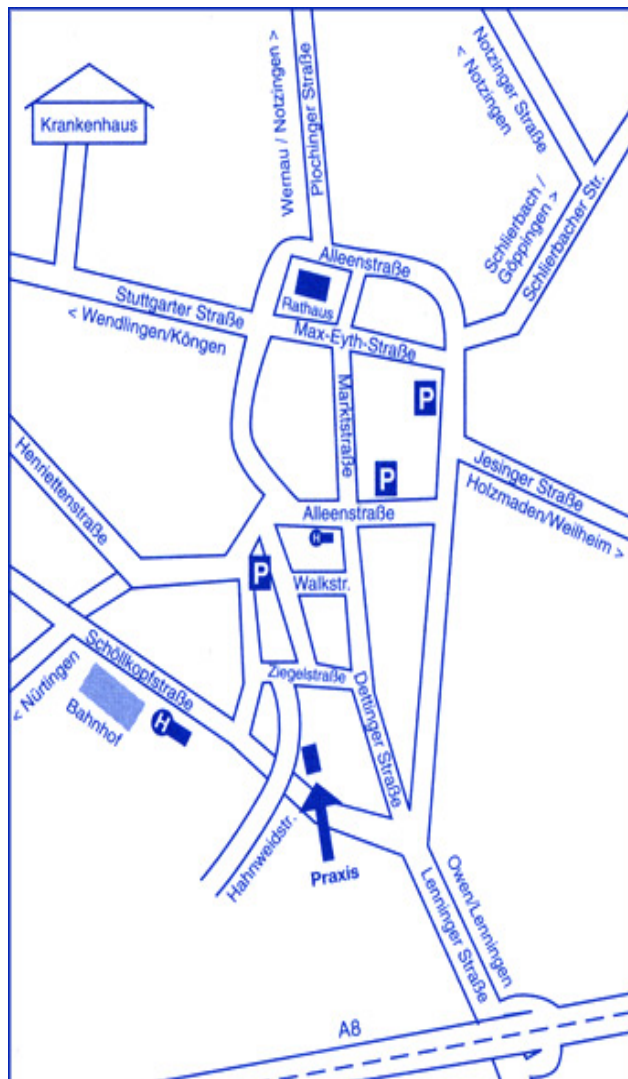 Krankenhaus
Wernau / Notzingen >
Plochinger Straße
Notzinger Straße
< Notzingen
Schlierbach /
Göppingen >
Schlierbacher Str.
Alleenstraße
Rathaus
Stuttgarter Straße
< Wendlingen/Köngen
Max-Eyth-Straße
P
Marktstraße
Henriettenstraße
P
Jesinger Straße
Holzmaden/Weilheim >
Alleenstraße
H
P
Walkstr.
Schöllkopfstraße
< Nürtingen
Bahnhof
H
Ziegelstraße
Dettinger Straße
Hahnweidstr.
Praxis
Owen/Lenningen
Lenninger Straße
A8